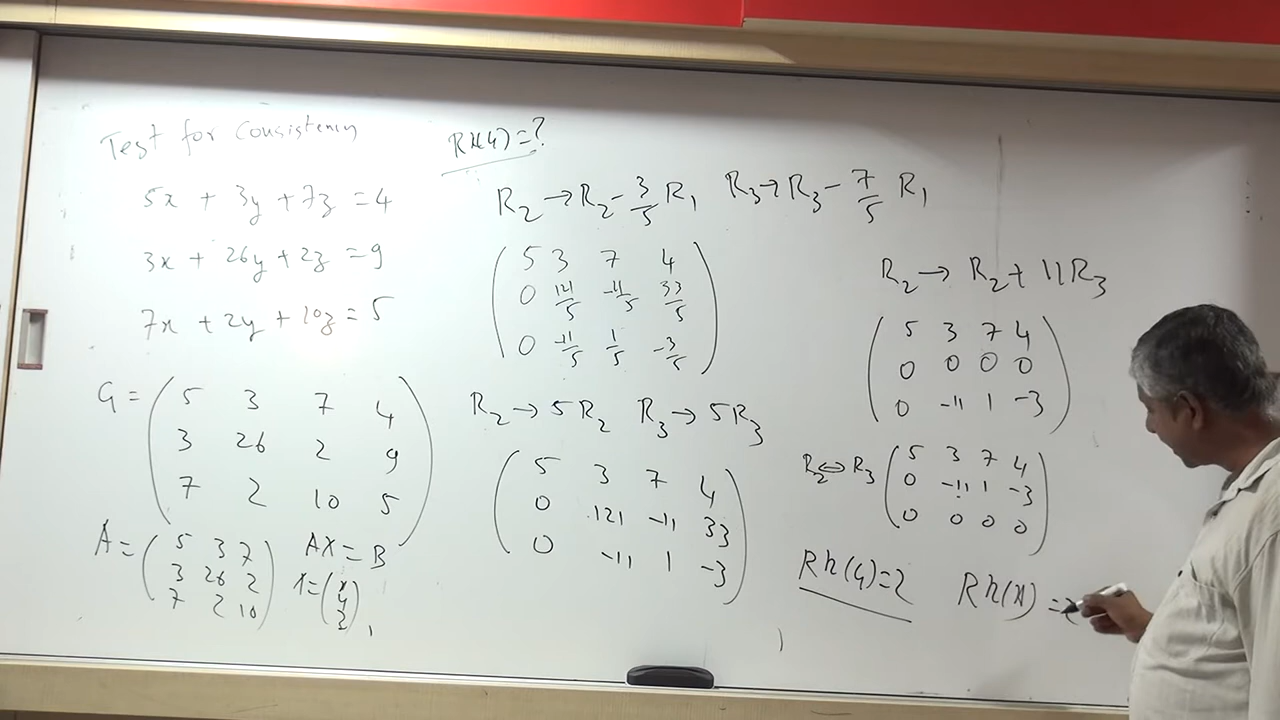 Test for Consistency
5x + 3y + 7z = 4
3x + 26y + 2z = 9
7x + 2y + 10z = 5
G = ( 5 3 7 4
3 26 2 9
7 2 10 5 )
A = ( 5 3 7
3 26 2
7 2 10 )
AX = B
X = ( x
y
z ) ,
Rk(G) = ?
R₂ → R₂ - 3/5 R₁ R₃ → R₃ - 7/5 R₁
( 5 3 7 4
0 121/5 -11/5 33/5
0 -11/5 1/5 -3/5 )
R₂ → 5R₂ R₃ → 5R₃
( 5 3 7 4
0 121 -11 33
0 -11 1 -3 )
R₂ → R₂ + 11R₃
( 5 3 7 4
0 0 0 0
0 -11 1 -3 )
R₂ ↔ R₃ ( 5 3 7 4
0 -11 1 -3
0 0 0 0 )
Rk(G) = 2 Rk(A) =